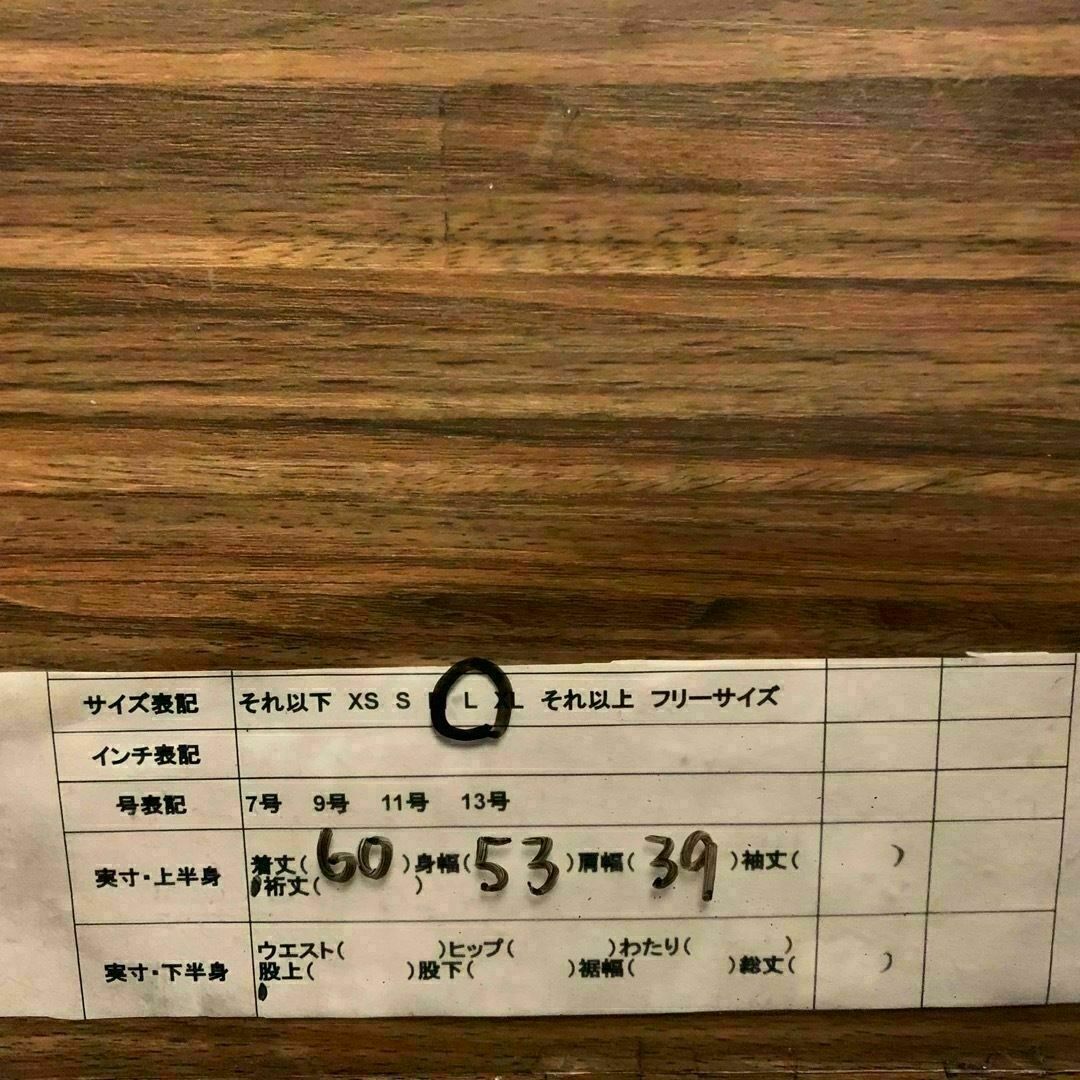 サイズ表記 それ以下 XS S L XL それ以上 フリーサイズ
インチ表記
号表記 7号 9号 11号 13号
実寸・上半身 着丈(60)身幅(53)肩幅(39)袖丈( )
裄丈( )
実寸・下半身 ウエスト( )ヒップ( )わたり( )
股上( )股下( )裾幅( )総丈( )